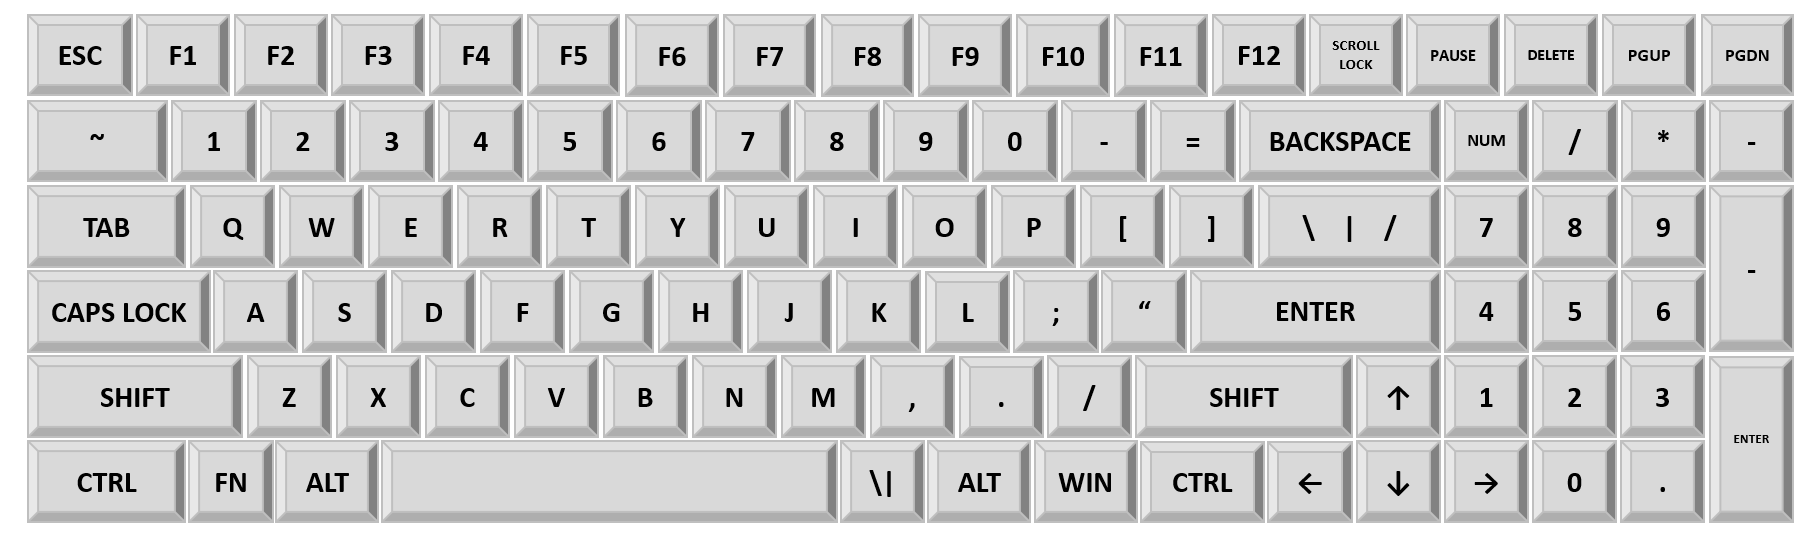 ESC F1 F2 F3 F4 F5 F6 F7 F8 F9 F10 F11 F12 SCROLL LOCK PAUSE DELETE PGUP PGDN
~ 1 2 3 4 5 6 7 8 9 0 - = BACKSPACE NUM / * -
TAB Q W E R T Y U I O P [ ] \ | / 7 8 9 -
CAPS LOCK A S D F G H J K L ; “ ENTER 4 5 6
SHIFT Z X C V B N M , . / SHIFT ↑ 1 2 3 ENTER
CTRL FN ALT \| ALT WIN CTRL ← ↓ → 0 .